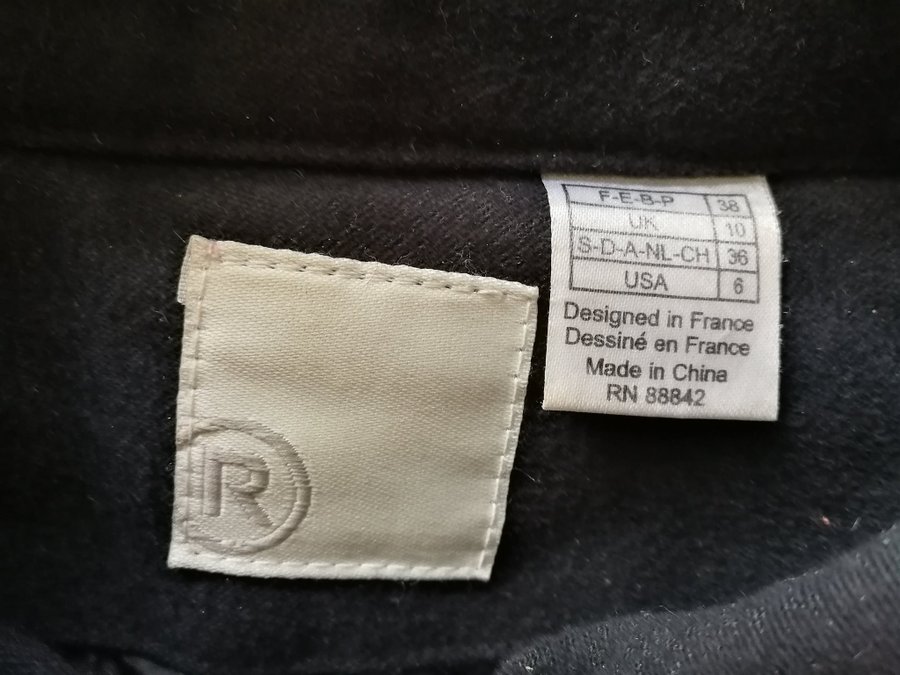 F-E-B-P 38
UK 10
S-D-A-NL-CH 36
USA 6
Designed in France
Dessiné en France
Made in China
RN 88842
R